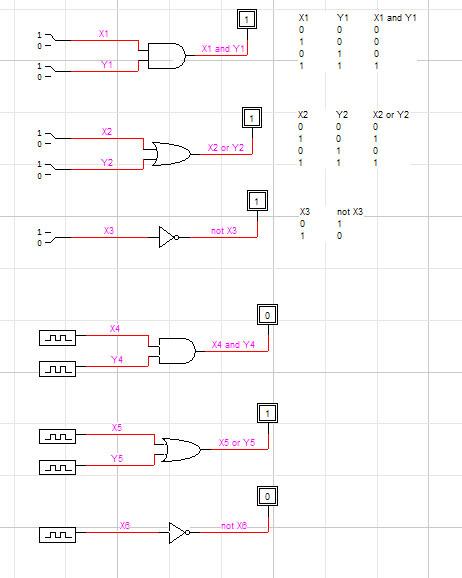 1
X1 Y1 X1 and Y1
0 0 0
1 0 0
0 1 0
1 1 1
1 X1
0
X1 and Y1
1 Y1
0
1
X2 Y2 X2 or Y2
0 0 0
1 0 1
0 1 0
1 1 1
1 X2
0
X2 or Y2
1 Y2
0
1
X3 not X3
0 1
1 0
1 X3 not X3
0
0
X4
X4 and Y4
Y4
1
X5
X5 or Y5
Y5
0
X6 not X6